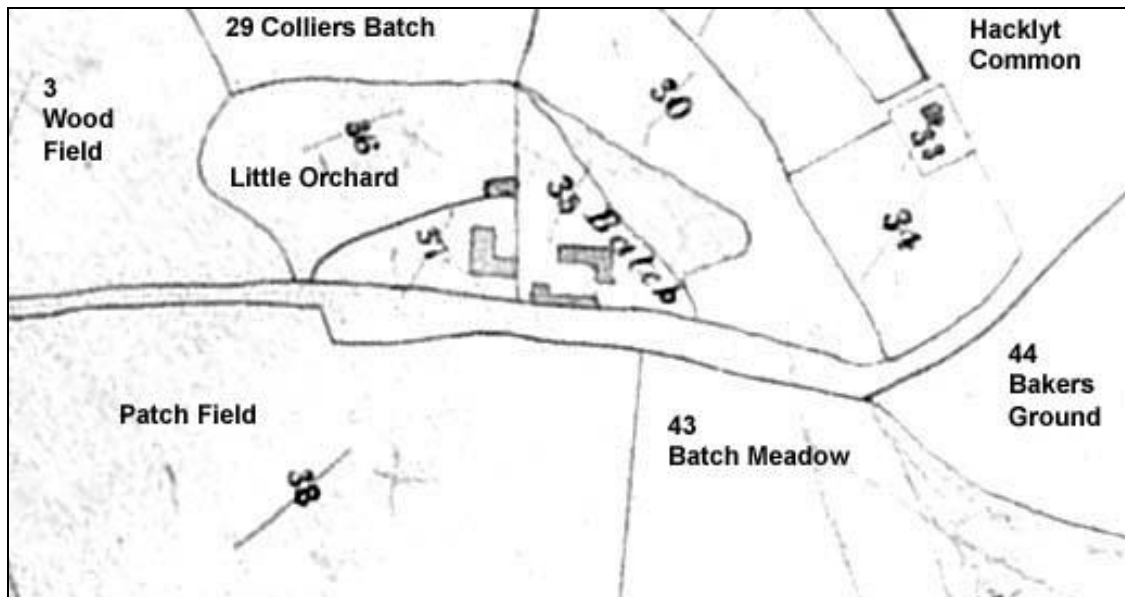 29 Colliers Batch
Hacklyt
Common
3
Wood
Field
30
36
33
Little Orchard
35 Batch
34
37
44
Bakers
Ground
Patch Field
43
Batch Meadow
38